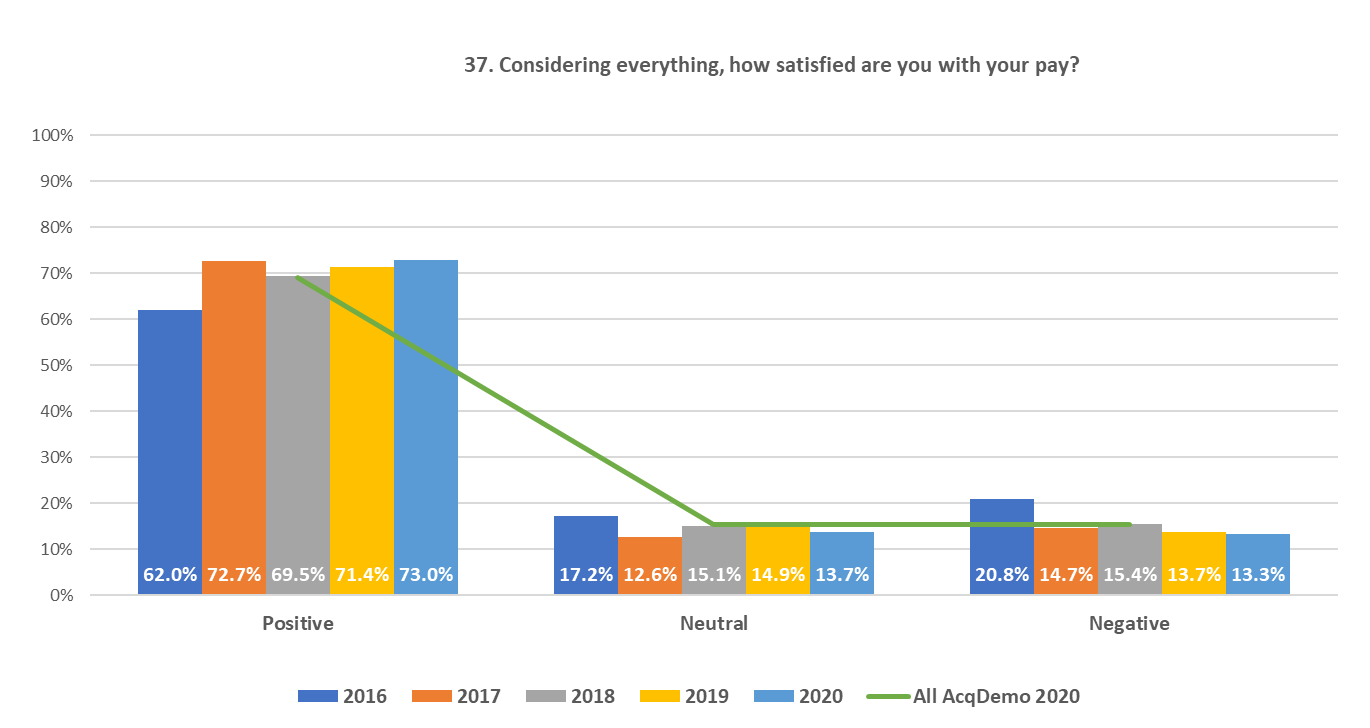 37. Considering everything, how satisfied are you with your pay?
100%
90%
80%
70%
60%
50%
40%
30%
20%
10%
0%
62.0% 72.7% 69.5% 71.4% 73.0%
17.2% 12.6% 15.1% 14.9% 13.7%
20.8% 14.7% 15.4% 13.7% 13.3%
Positive Neutral Negative
2016 2017 2018 2019 2020 All AcqDemo 2020